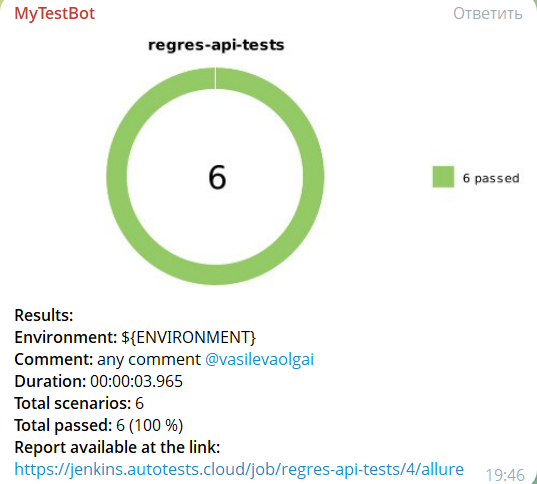 MyTestBot
Ответить
regres-api-tests
6
6 passed
Results:
Environment: ${ENVIRONMENT}
Comment: any comment @vasilevaolgai
Duration: 00:00:03.965
Total scenarios: 6
Total passed: 6 (100 %)
Report available at the link:
https://jenkins.autotests.cloud/job/regres-api-tests/4/allure
19:46